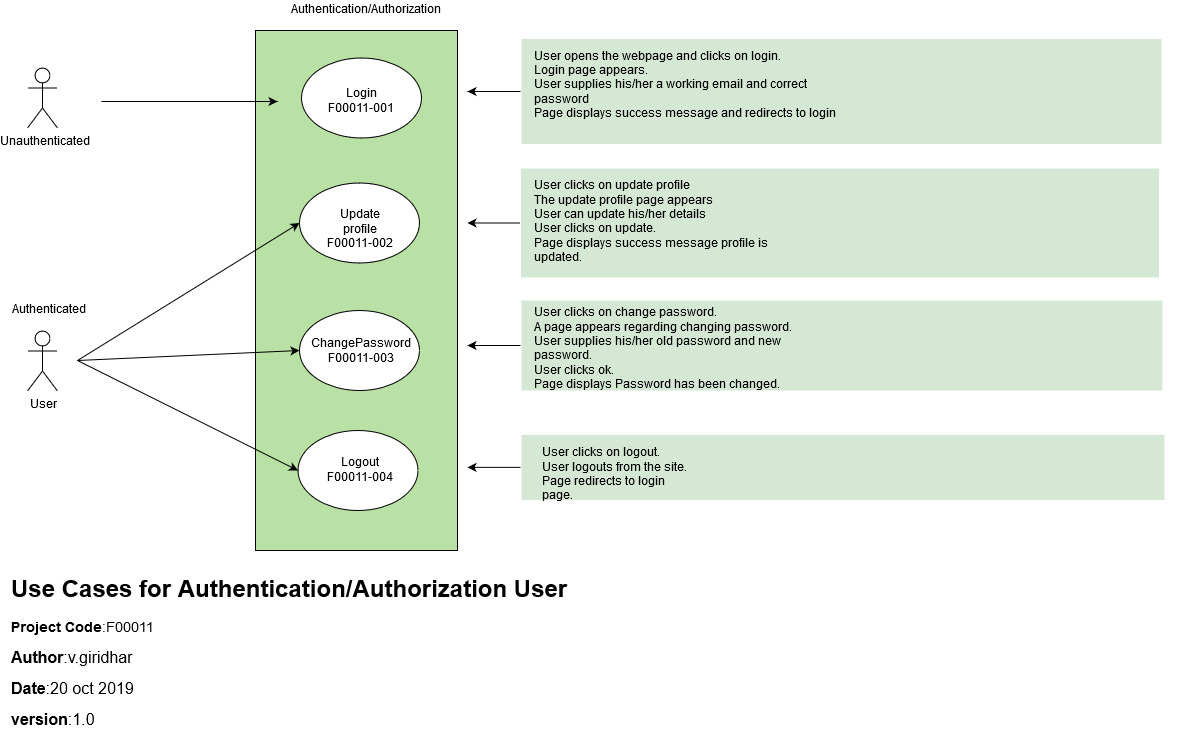 Authentication/Authorization
Unauthenticated
Login
F00011-001
User opens the webpage and clicks on login.
Login page appears.
User supplies his/her a working email and correct
password
Page displays success message and redirects to login
Update
profile
F00011-002
User clicks on update profile
The update profile page appears
User can update his/her details
User clicks on update.
Page displays success message profile is
updated.
Authenticated
User
ChangePassword
F00011-003
User clicks on change password.
A page appears regarding changing password.
User supplies his/her old password and new
password.
User clicks ok.
Page displays Password has been changed.
Logout
F00011-004
User clicks on logout.
User logouts from the site.
Page redirects to login
page.
Use Cases for Authentication/Authorization User
Project Code:F00011
Author:v.giridhar
Date:20 oct 2019
version:1.0